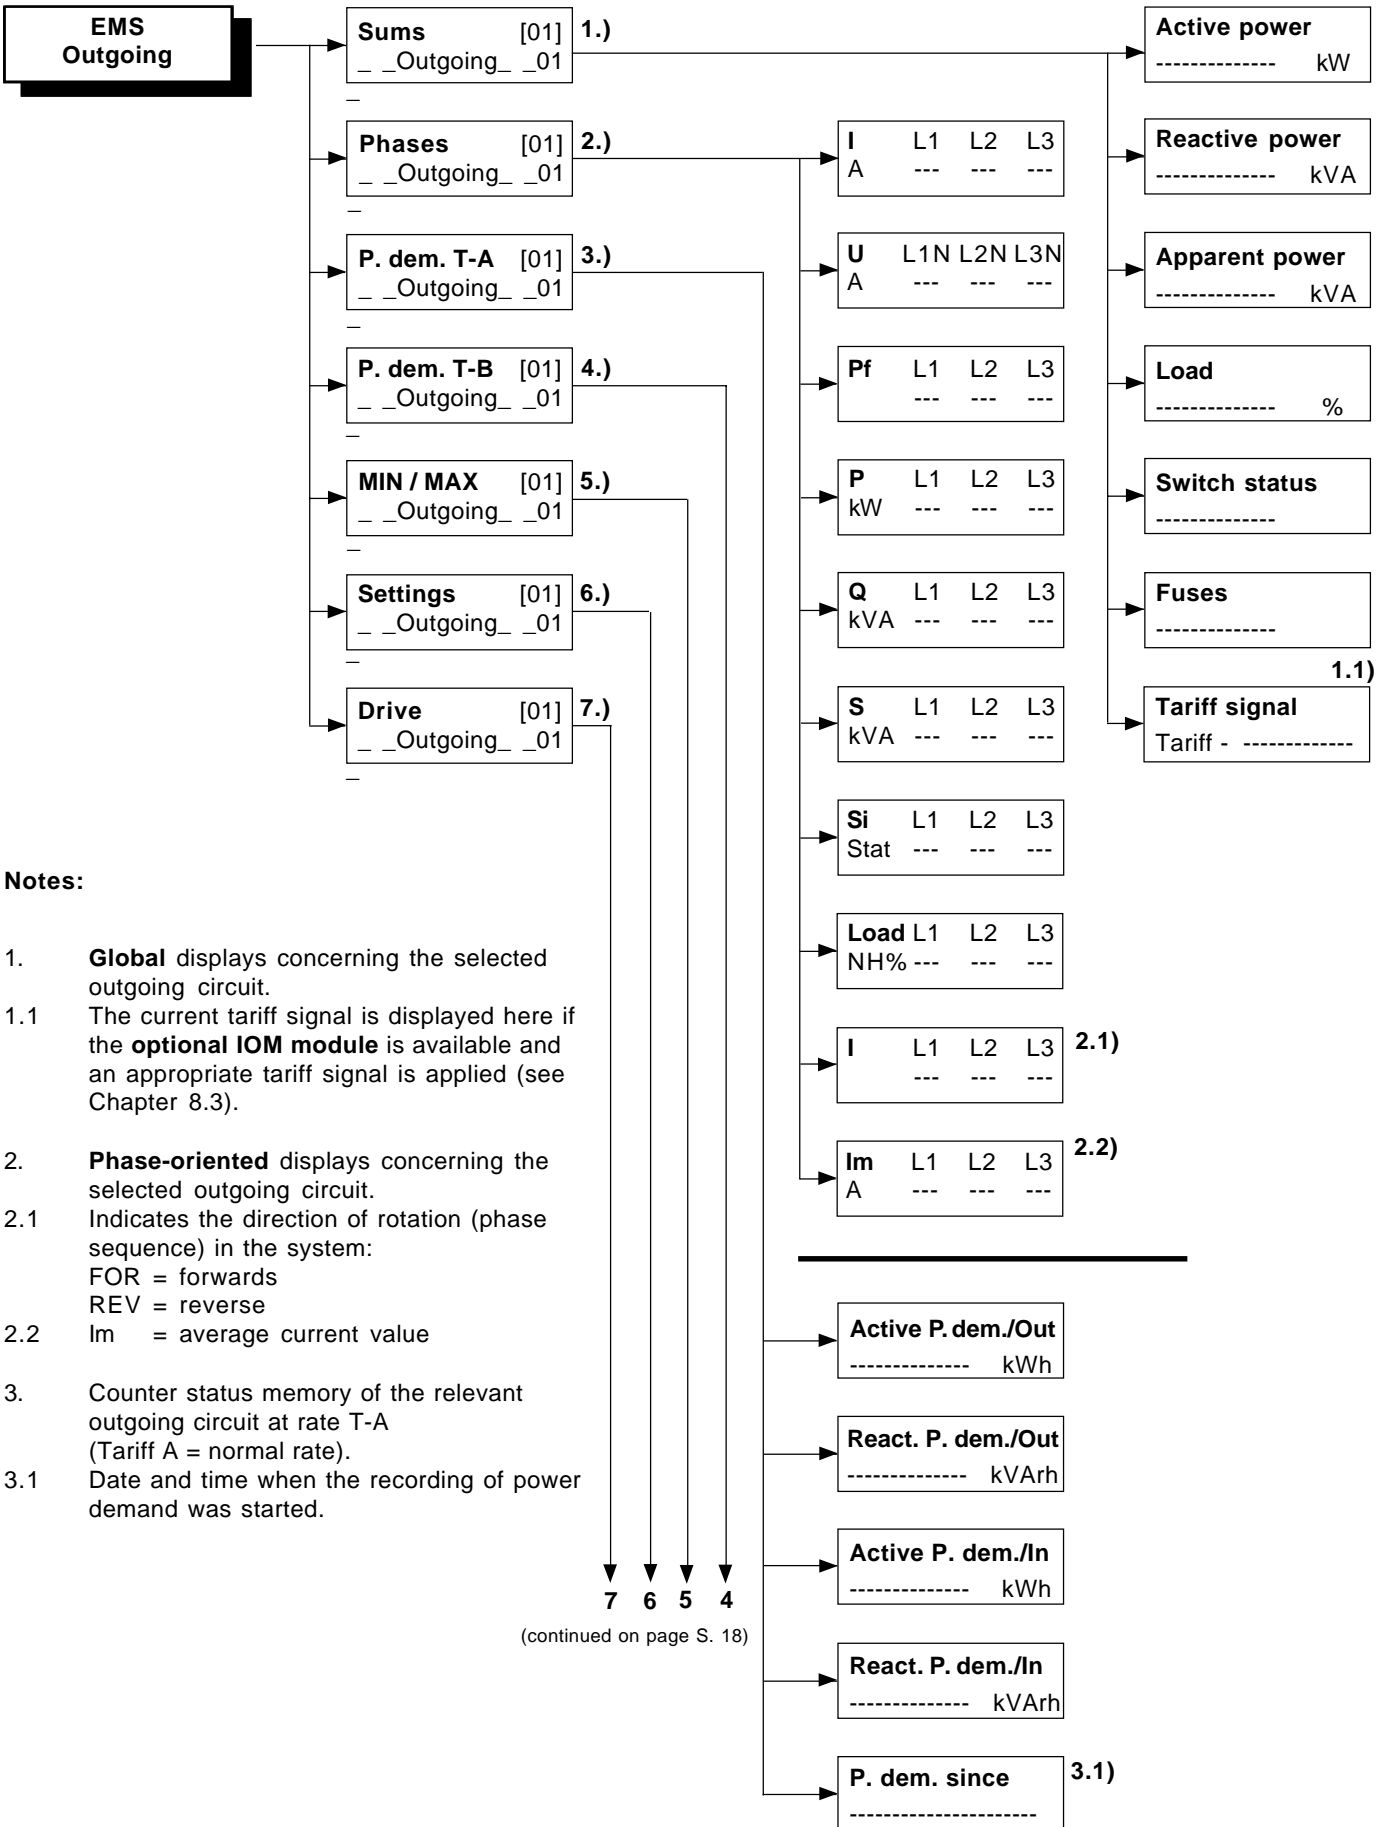 EMS
Outgoing
Sums [01] 1.)
_ _Outgoing_ _01
_
Phases [01] 2.)
_ _Outgoing_ _01
_
P. dem. T-A [01] 3.)
_ _Outgoing_ _01
_
P. dem. T-B [01] 4.)
_ _Outgoing_ _01
_
MIN / MAX [01] 5.)
_ _Outgoing_ _01
_
Settings [01] 6.)
_ _Outgoing_ _01
_
Drive [01] 7.)
_ _Outgoing_ _01
_
I L1 L2 L3
A --- --- ---
U L1N L2N L3N
A --- --- ---
Pf L1 L2 L3
--- --- ---
P L1 L2 L3
kW --- --- ---
Q L1 L2 L3
kVA --- --- ---
S L1 L2 L3
kVA --- --- ---
Si L1 L2 L3
Stat --- --- ---
Load L1 L2 L3
NH% --- --- ---
I L1 L2 L3 2.1)
--- --- ---
Im L1 L2 L3 2.2)
A --- --- ---
Active power
-------------- kW
Reactive power
-------------- kVA
Apparent power
-------------- kVA
Load
-------------- %
Switch status
--------------
Fuses
--------------
1.1)
Tariff signal
Tariff - -------------
Active P. dem./Out
-------------- kWh
React. P. dem./Out
-------------- kVArh
Active P. dem./In
-------------- kWh
React. P. dem./In
-------------- kVArh
P. dem. since 3.1)
----------------------
Notes:
1. Global displays concerning the selected
outgoing circuit.
1.1 The current tariff signal is displayed here if
the optional IOM module is available and
an appropriate tariff signal is applied (see
Chapter 8.3).
2. Phase-oriented displays concerning the
selected outgoing circuit.
2.1 Indicates the direction of rotation (phase
sequence) in the system:
FOR = forwards
REV = reverse
2.2 Im = average current value
3. Counter status memory of the relevant
outgoing circuit at rate T-A
(Tariff A = normal rate).
3.1 Date and time when the recording of power
demand was started.
7 6 5 4
(continued on page S. 18)